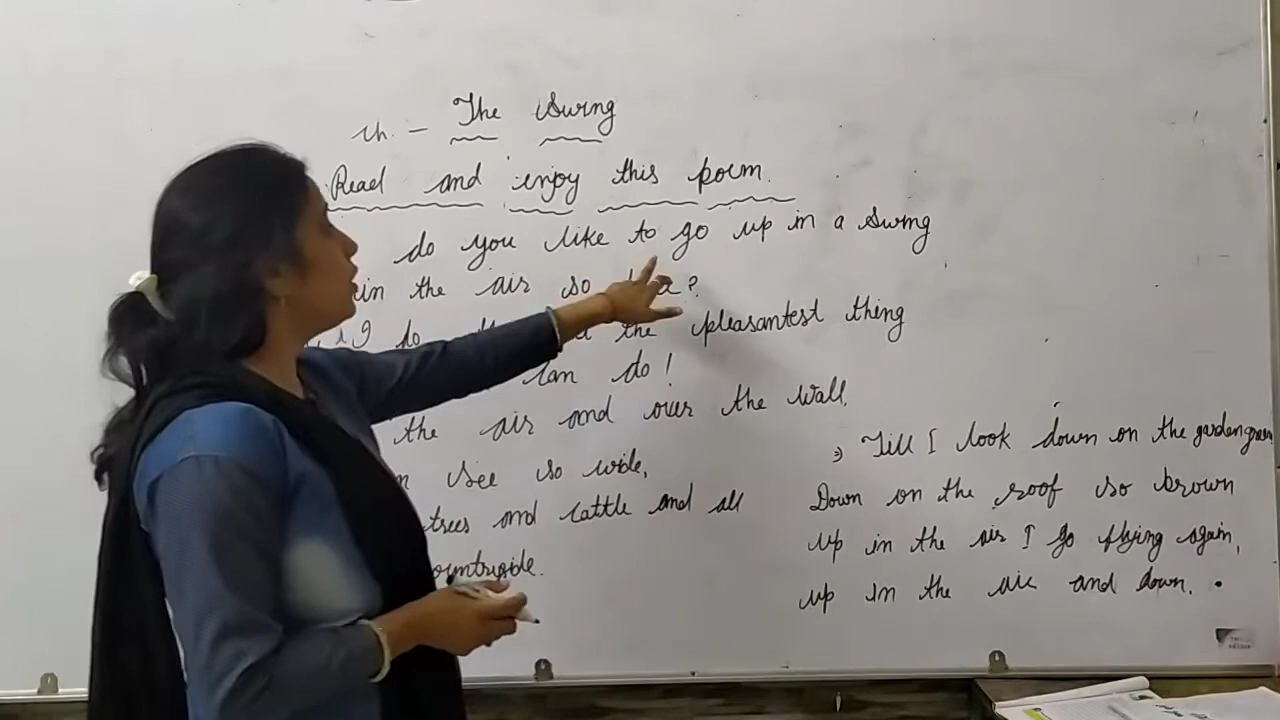 ch. - The Swing
Read and enjoy this poem.
do you like to go up in a swing
in the air so ?
I do the pleasantest thing
can do!
the air and over the wall,
see so wide,
trees and cattle and all
countryside.
3) Till I look down on the garden green
Down on the roof so brown
up in the air I go flying again,
up in the air and down.